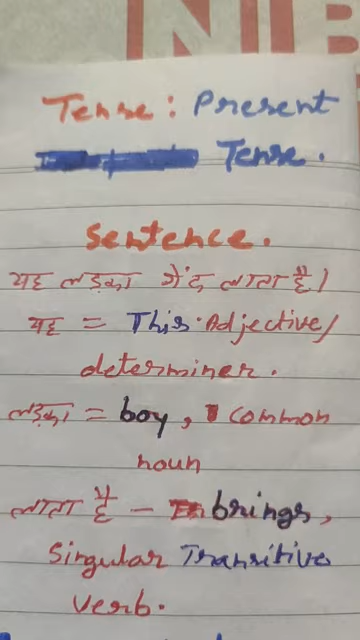 Tense: Present
Tense.
Sentence.
यह लड़का गेंद लाता है।
यह = This. Adjective/
determiner.
लड़का = boy, common
noun
लाता है - brings,
Singular Transitive
verb.